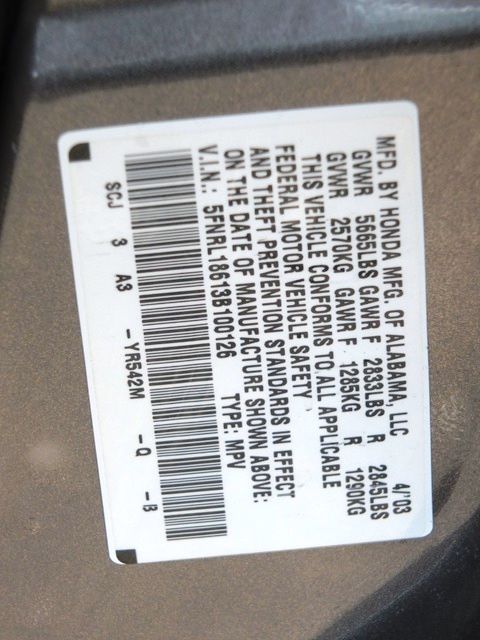 MFD. BY HONDA MFG. OF ALABAMA, LLC 4/'03
GVWR 5665LBS GAWR F 2833LBS R 2845LBS
GVWR 2570KG GAWR F 1285KG R 1290KG
THIS VEHICLE CONFORMS TO ALL APPLICABLE
FEDERAL MOTOR VEHICLE SAFETY
AND THEFT PREVENTION STANDARDS IN EFFECT
ON THE DATE OF MANUFACTURE SHOWN ABOVE:
V.I.N.: 5FNRL18613B100126 TYPE: MPV
SCJ 3 A3 - YR542M - Q - B